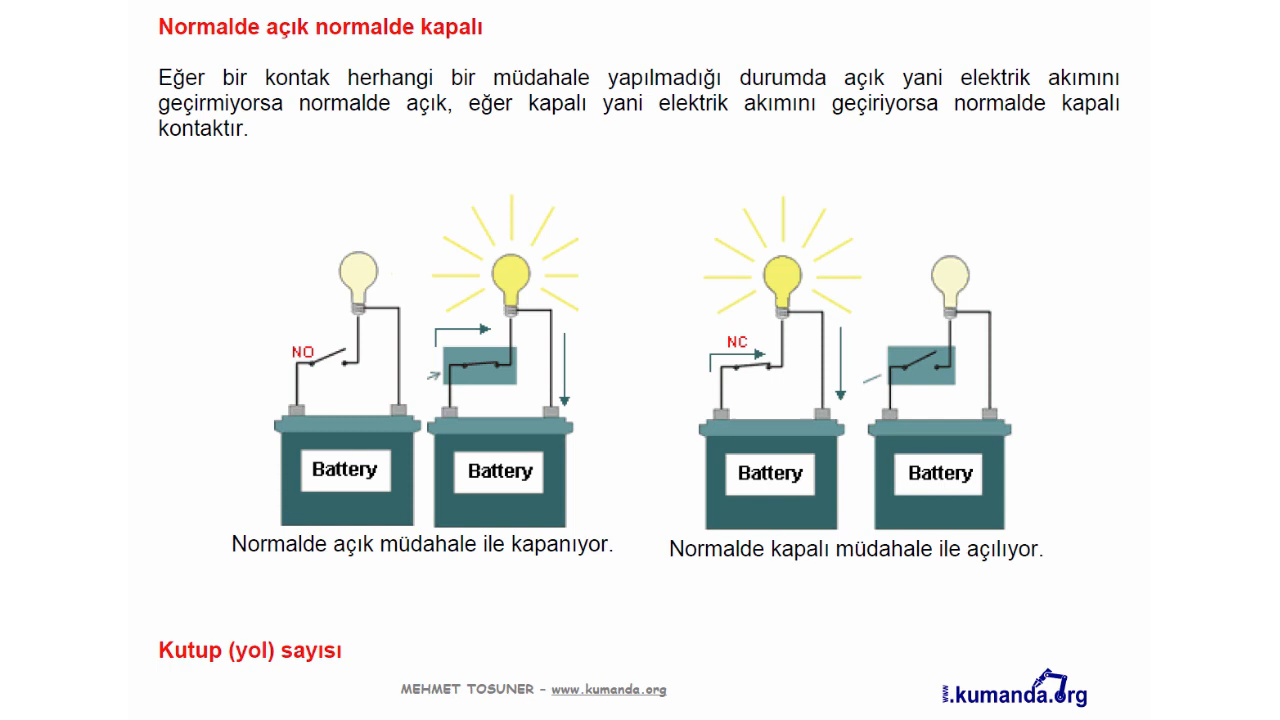 Normalde açık normalde kapalı
Eğer bir kontak herhangi bir müdahale yapılmadığı durumda açık yani elektrik akımını
geçirmiyorsa normalde açık, eğer kapalı yani elektrik akımını geçiriyorsa normalde kapalı
kontaktır.
NO
NC
Battery
Battery
Battery
Battery
Normalde açık müdahale ile kapanıyor.
Normalde kapalı müdahale ile açılıyor.
Kutup (yol) sayısı
MEHMET TOSUNER - www.kumanda.org
www.kumanda.org